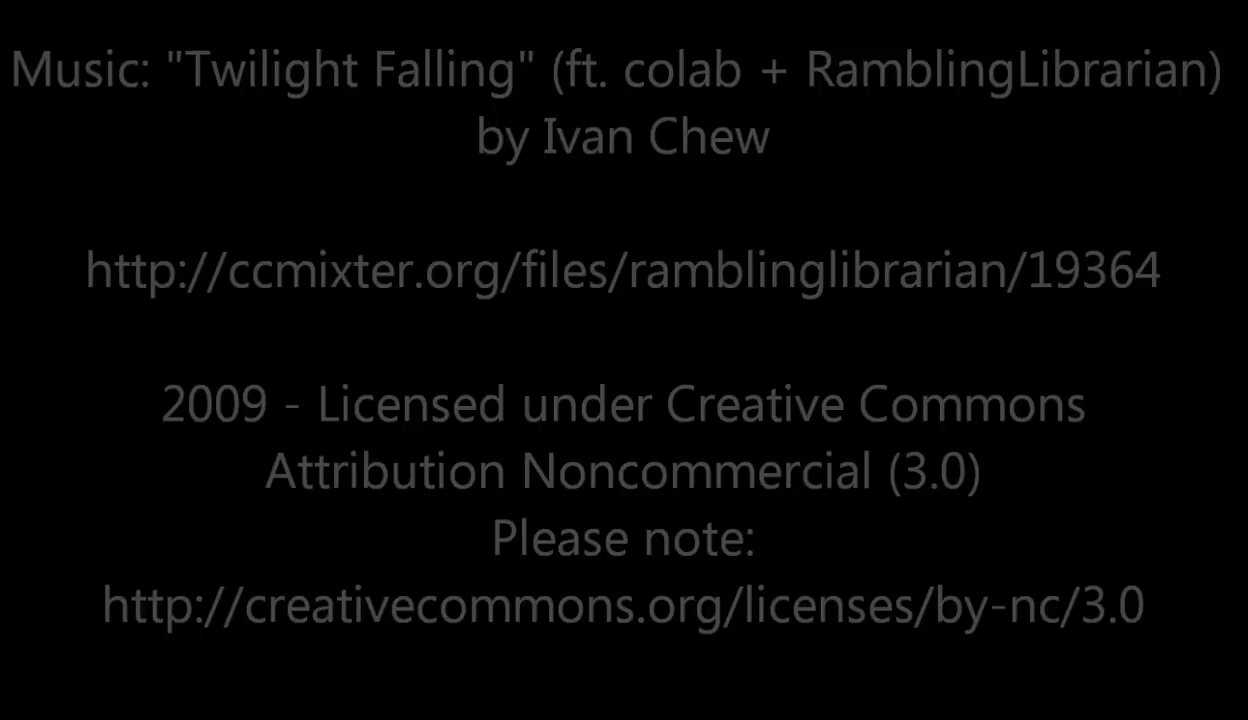 Music: "Twilight Falling" (ft. colab + RamblingLibrarian)
by Ivan Chew
http://ccmixter.org/files/ramblinglibrarian/19364
2009 - Licensed under Creative Commons
Attribution Noncommercial (3.0)
Please note:
http://creativecommons.org/licenses/by-nc/3.0